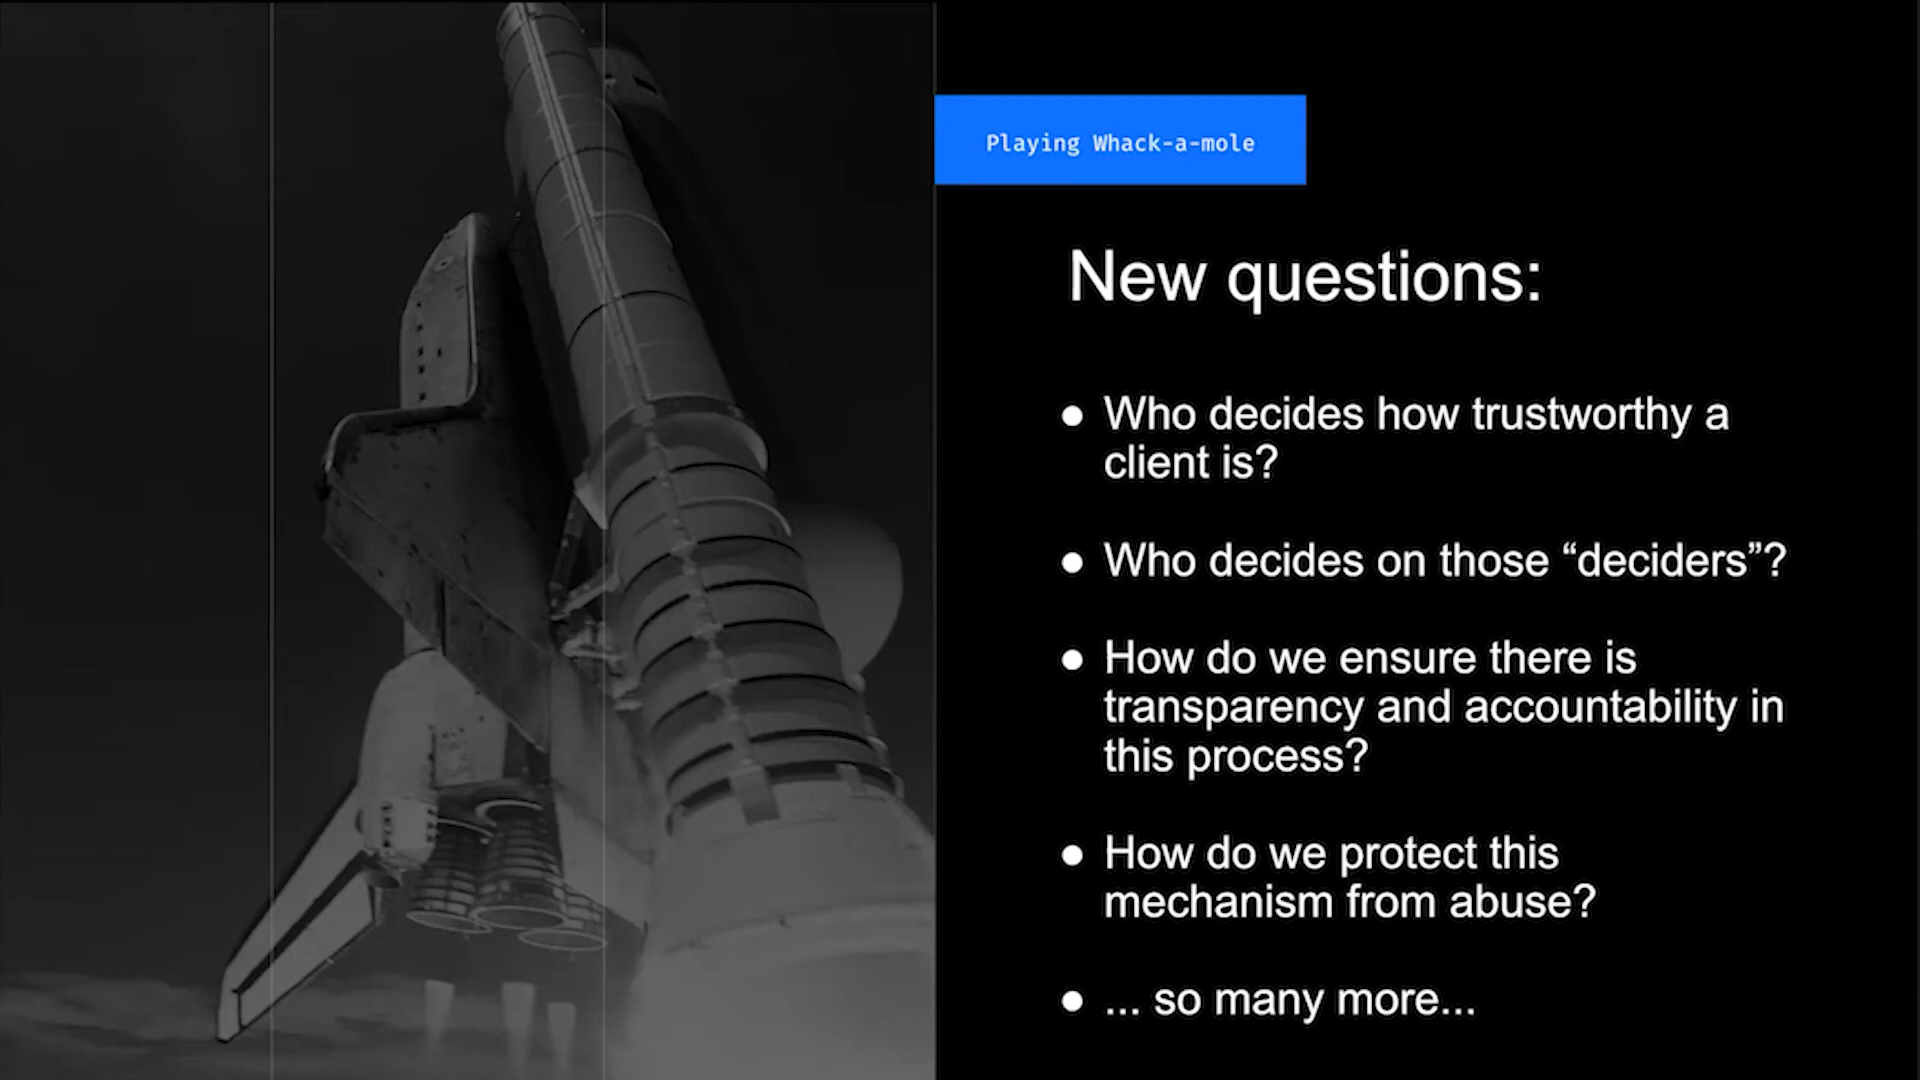 Playing Whack-a-mole
New questions:
● Who decides how trustworthy a
client is?
● Who decides on those “deciders”?
● How do we ensure there is
transparency and accountability in
this process?
● How do we protect this
mechanism from abuse?
● ... so many more...